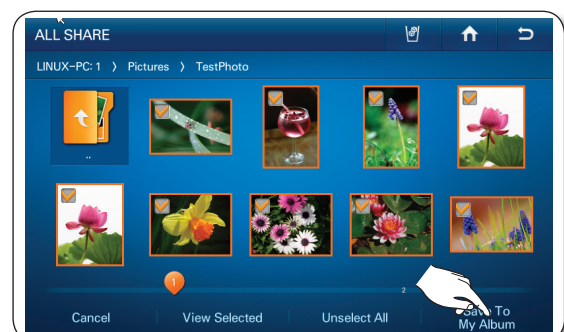 ALL SHARE
LINUX-PC: 1 > Pictures > TestPhoto
..
1
2
Cancel
View Selected
Unselect All
Save To
My Album